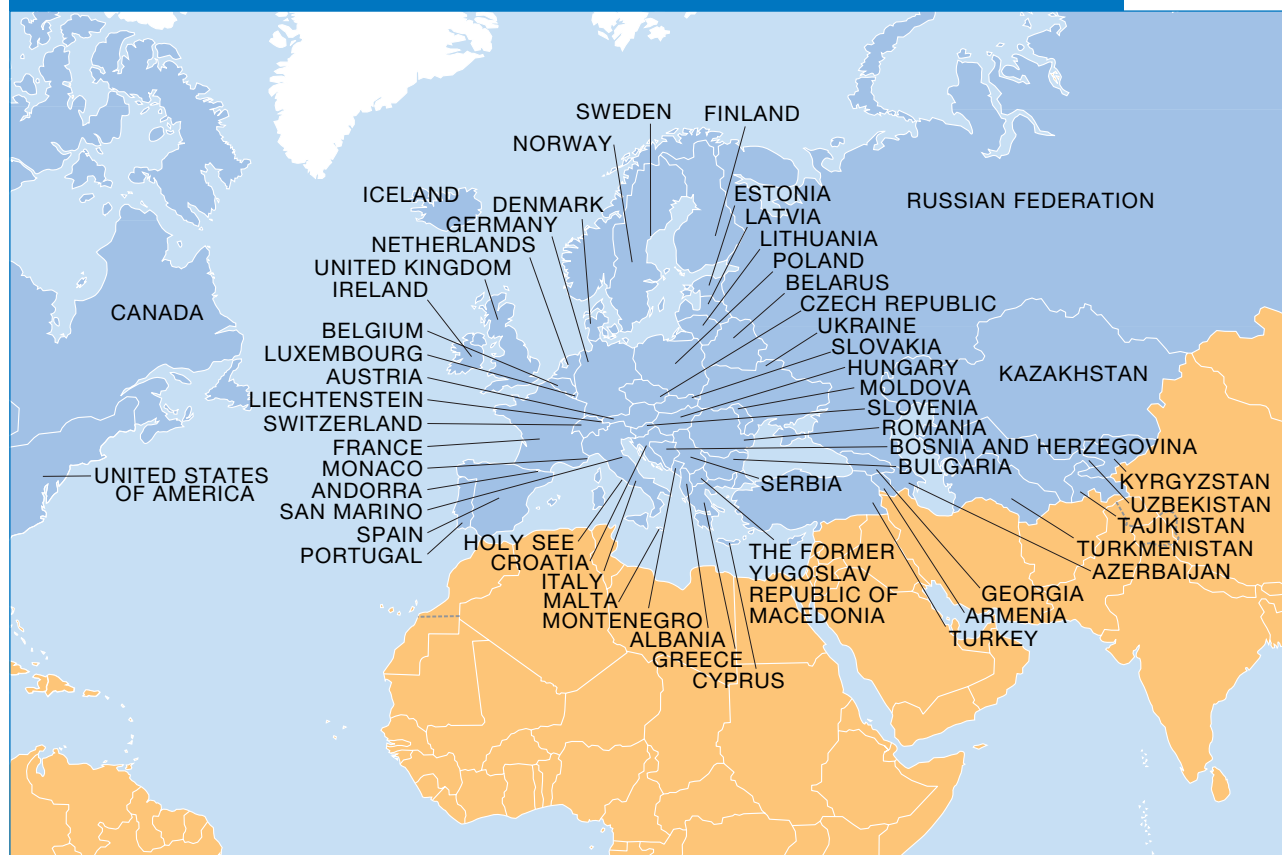 SWEDEN
FINLAND
NORWAY
ICELAND
DENMARK
GERMANY
NETHERLANDS
UNITED KINGDOM
IRELAND
ESTONIA
LATVIA
LITHUANIA
POLAND
BELARUS
CZECH REPUBLIC
UKRAINE
SLOVAKIA
HUNGARY
MOLDOVA
SLOVENIA
ROMANIA
BOSNIA AND HERZEGOVINA
BULGARIA
SERBIA
RUSSIAN FEDERATION
KAZAKHSTAN
CANADA
UNITED STATES
OF AMERICA
BELGIUM
LUXEMBOURG
AUSTRIA
LIECHTENSTEIN
SWITZERLAND
FRANCE
MONACO
ANDORRA
SAN MARINO
SPAIN
PORTUGAL
HOLY SEE
CROATIA
ITALY
MALTA
MONTENEGRO
ALBANIA
GREECE
CYPRUS
THE FORMER
YUGOSLAV
REPUBLIC OF
MACEDONIA
KYRGYZSTAN
UZBEKISTAN
TAJIKISTAN
TURKMENISTAN
AZERBAIJAN
GEORGIA
ARMENIA
TURKEY